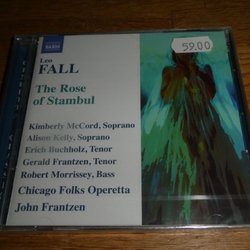 NAXOS
59.00
Leo
FALL
The Rose
of Stambul
Kimberly McCord, Soprano
Alison Kelly, Soprano
Erich Buchholz, Tenor
Gerald Frantzen, Tenor
Robert Morrissey, Bass
Chicago Folks Operetta
John Frantzen